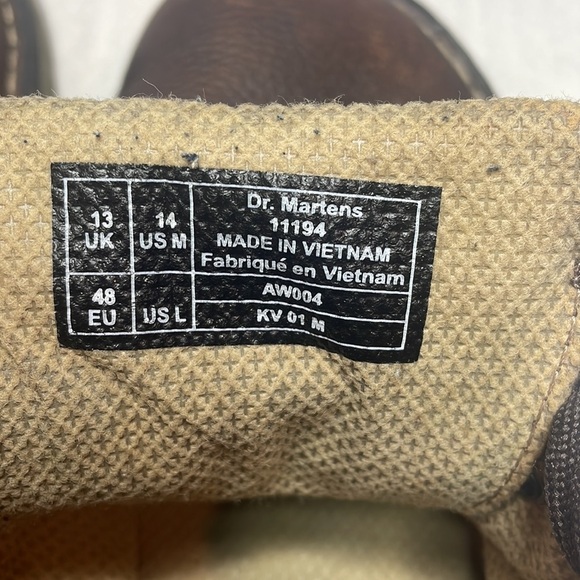 13
UK
14
US M
48
EU
US L
Dr. Martens
11194
MADE IN VIETNAM
Fabriqué en Vietnam
AW004
KV 01 M